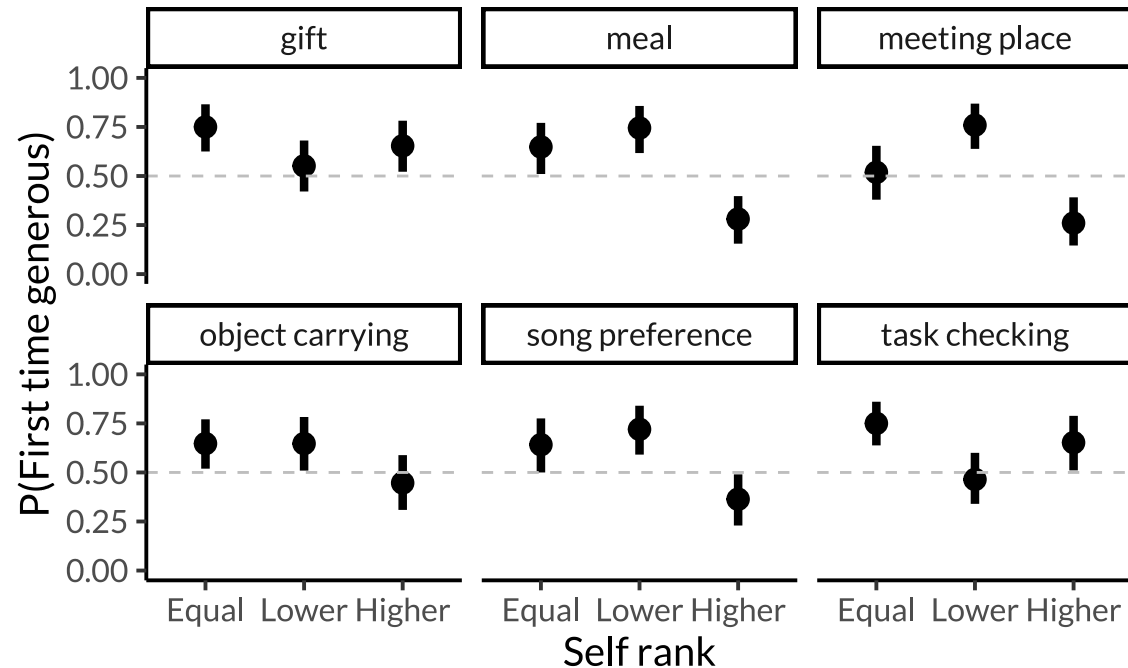 gift meal meeting place
1.00
0.75
0.50
0.25
0.00
object carrying song preference task checking
1.00
0.75
0.50
0.25
0.00
Equal Lower Higher Equal Lower Higher Equal Lower Higher
Self rank
P(First time generous)